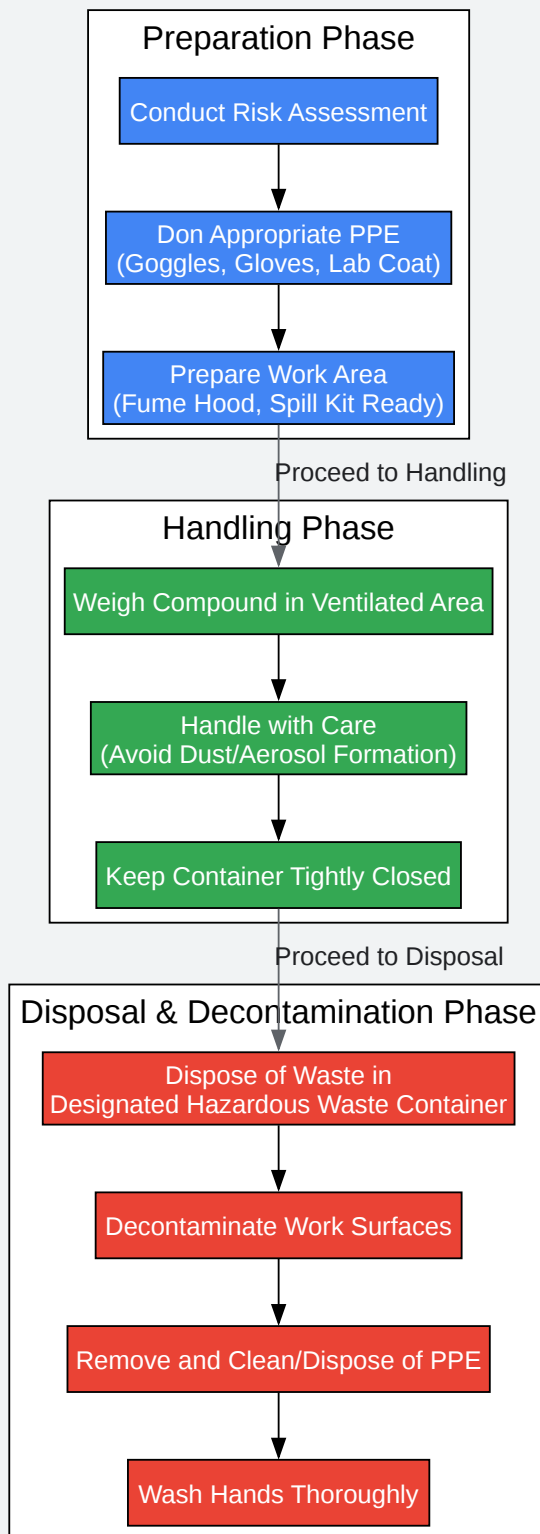 Preparation Phase
Conduct Risk Assessment
Don Appropriate PPE
(Goggles, Gloves, Lab Coat)
Prepare Work Area
(Fume Hood, Spill Kit Ready)
Proceed to Handling
Handling Phase
Weigh Compound in Ventilated Area
Handle with Care
(Avoid Dust/Aerosol Formation)
Keep Container Tightly Closed
Proceed to Disposal
Disposal & Decontamination Phase
Dispose of Waste in
Designated Hazardous Waste Container
Decontaminate Work Surfaces
Remove and Clean/Dispose of PPE
Wash Hands Thoroughly